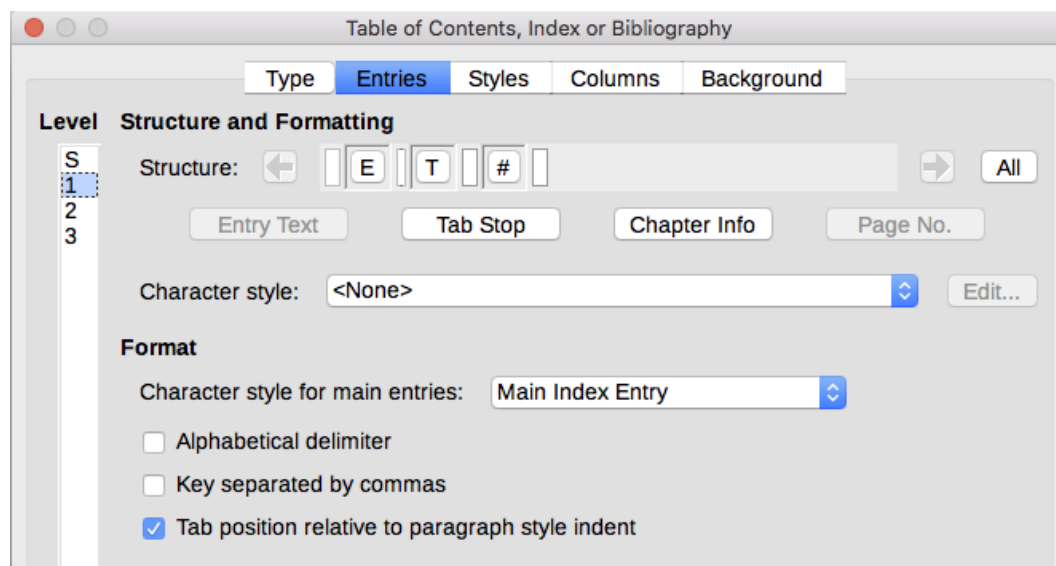 Table of Contents, Index or Bibliography
Type Entries Styles Columns Background
Level Structure and Formatting
S
1
2
3
Structure: E T # All
Entry Text Tab Stop Chapter Info Page No.
Character style: <None> Edit...
Format
Character style for main entries: Main Index Entry
Alphabetical delimiter
Key separated by commas
Tab position relative to paragraph style indent